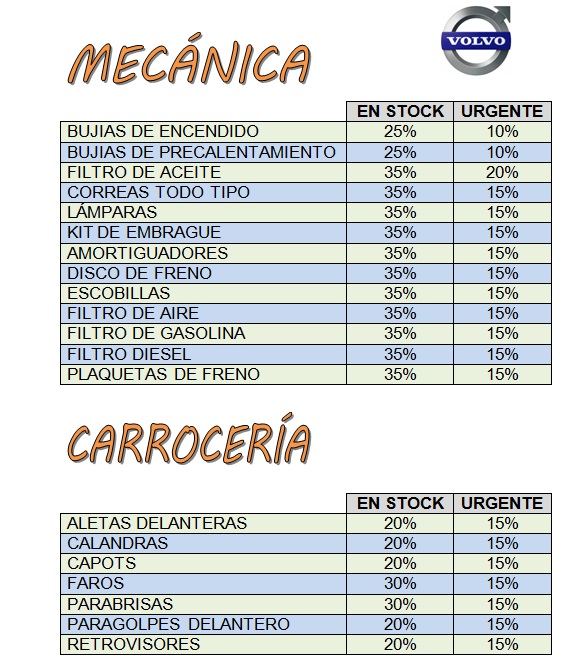 MECÁNICA
VOLVO
EN STOCK URGENTE
BUJIAS DE ENCENDIDO 25% 10%
BUJIAS DE PRECALENTAMIENTO 25% 10%
FILTRO DE ACEITE 35% 20%
CORREAS TODO TIPO 35% 15%
LÁMPARAS 35% 15%
KIT DE EMBRAGUE 35% 15%
AMORTIGUADORES 35% 15%
DISCO DE FRENO 35% 15%
ESCOBILLAS 35% 15%
FILTRO DE AIRE 35% 15%
FILTRO DE GASOLINA 35% 15%
FILTRO DIESEL 35% 15%
PLAQUETAS DE FRENO 35% 15%
CARROCERÍA
EN STOCK URGENTE
ALETAS DELANTERAS 20% 15%
CALANDRAS 20% 15%
CAPOTS 20% 15%
FAROS 30% 15%
PARABRISAS 30% 15%
PARAGOLPES DELANTERO 20% 15%
RETROVISORES 20% 15%